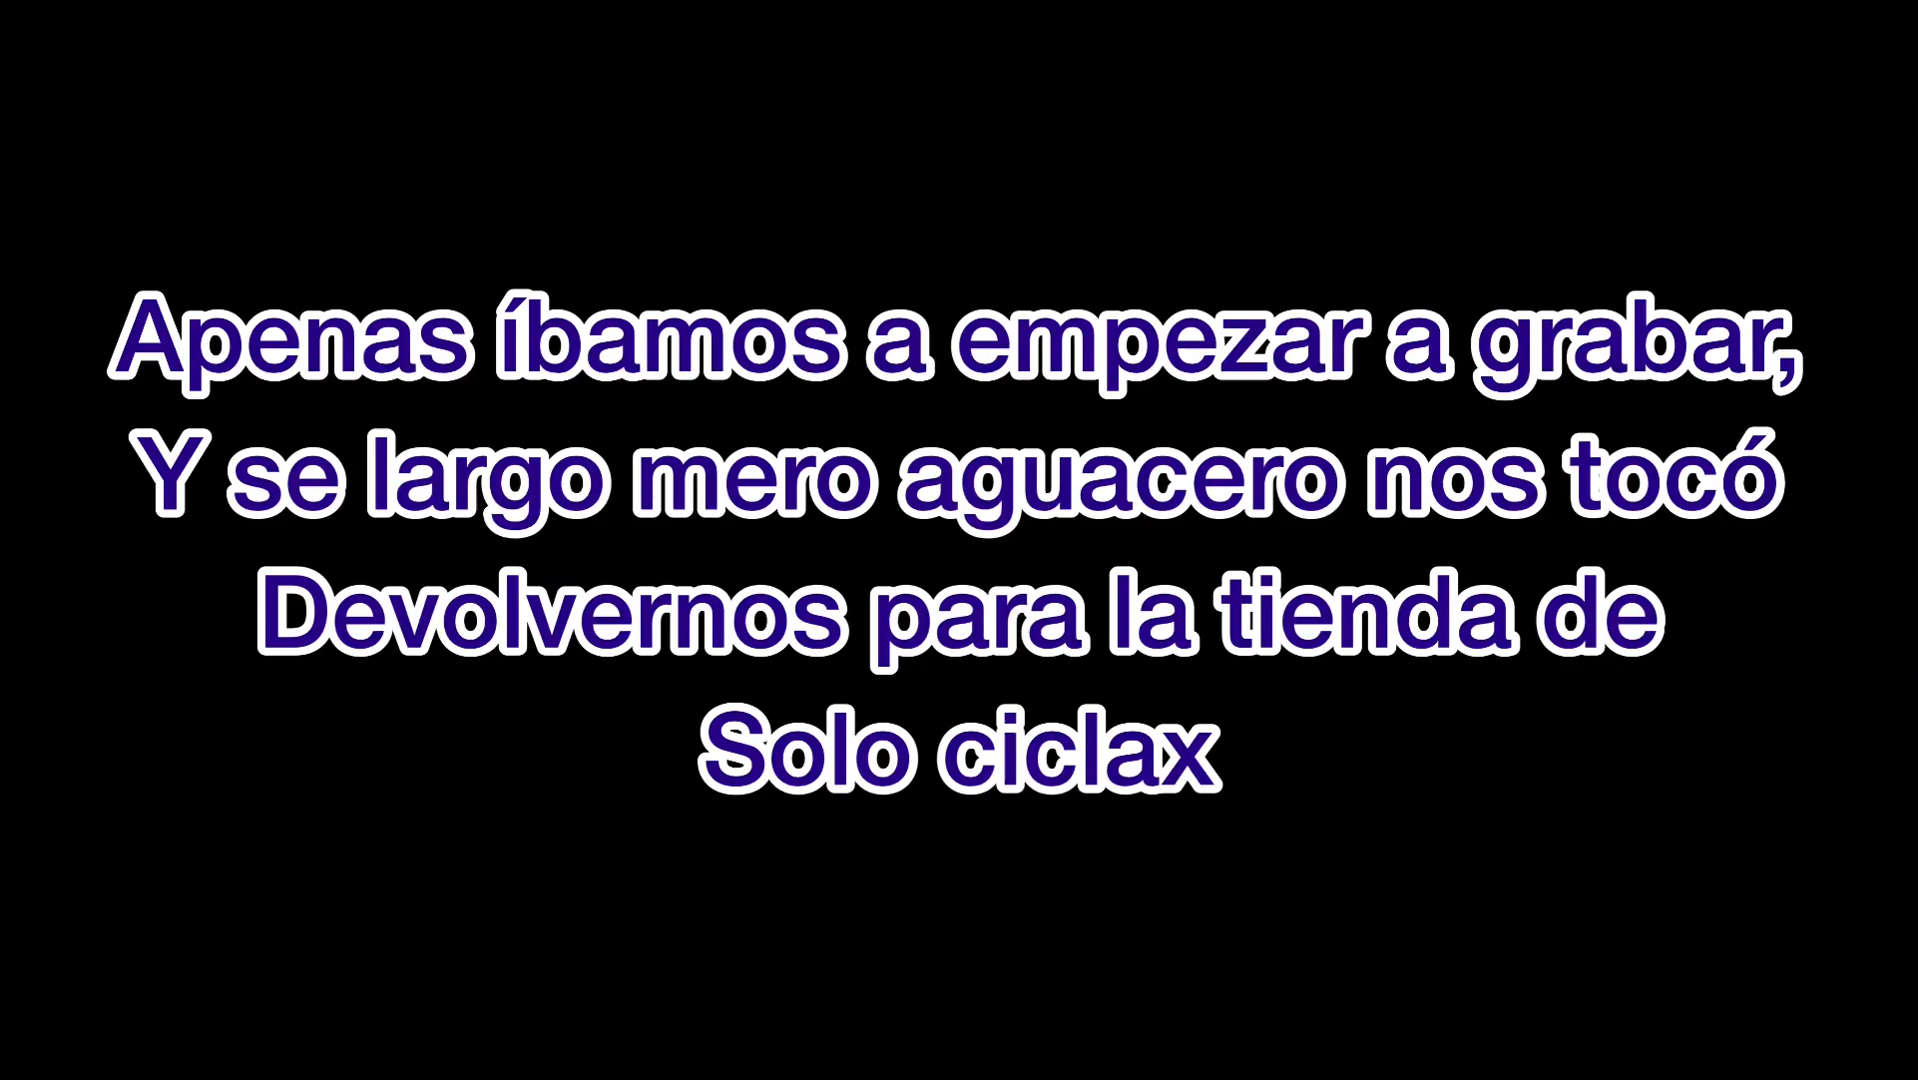 Apenas íbamos a empezar a grabar,
Y se largo mero aguacero nos tocó
Devolvernos para la tienda de
Solo ciclax